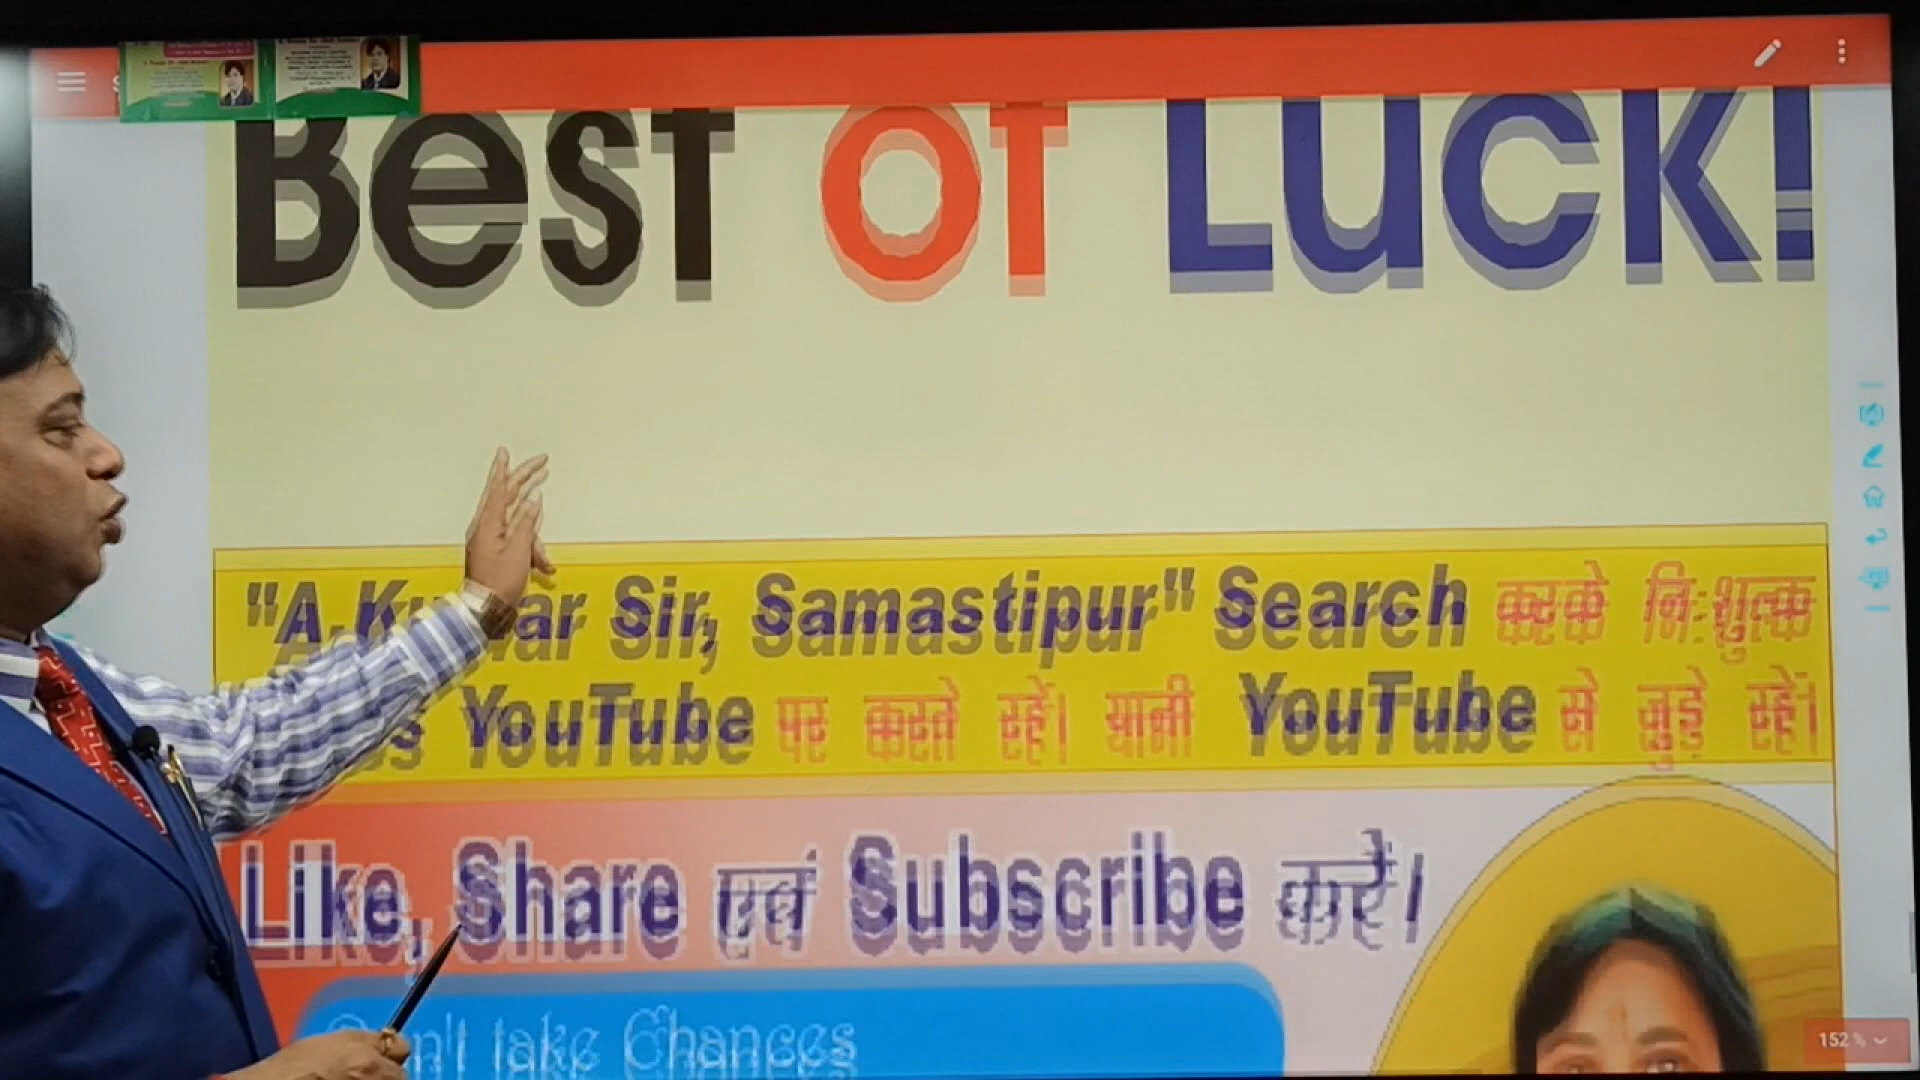 Best of Luck!
"A.Kumar Sir, Samastipur" Search करके नि:शुल्क
YouTube पर करते रहें। यानी YouTube से जुड़े रहें।
Like, Share एवं Subscribe करें।
Don't take Chances
152%